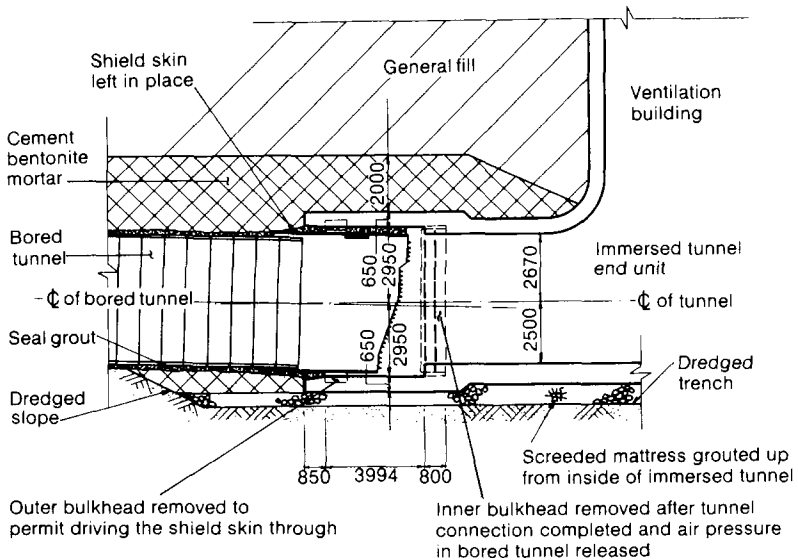 Shield skin
left in place
General fill
Ventilation
building
Cement
bentonite
mortar
2000
Bored
tunnel
Immersed tunnel
end unit
650
2950
2670
℄ of bored tunnel
℄ of tunnel
650
2950
2500
Seal grout
Dredged
slope
Dredged
trench
Screeded mattress grouted up
from inside of immersed tunnel
850
3994
800
Outer bulkhead removed to
permit driving the shield skin through
Inner bulkhead removed after tunnel
connection completed and air pressure
in bored tunnel released